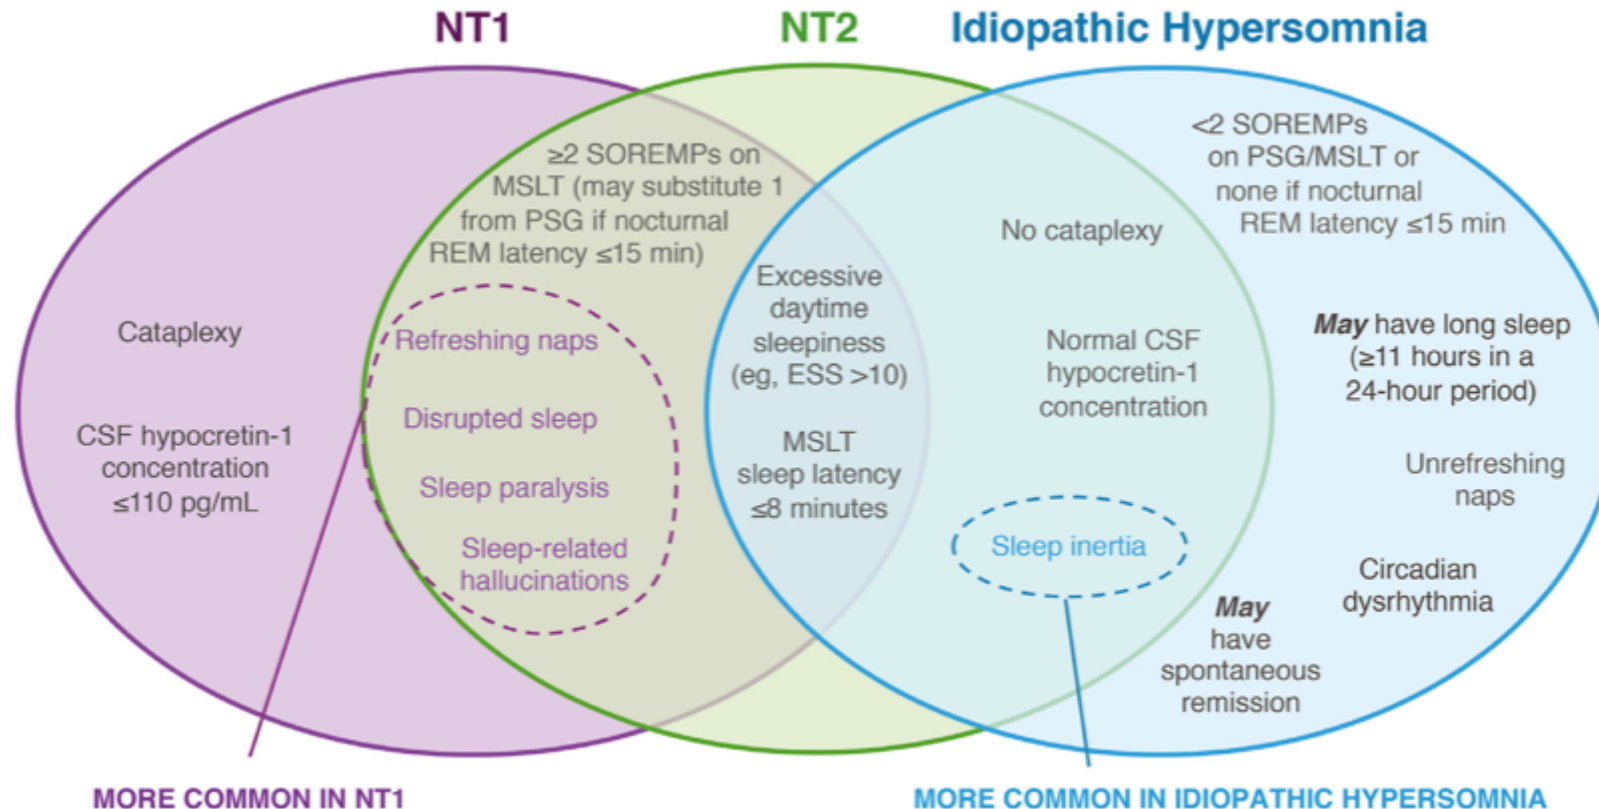 NT1
NT2
Idiopathic Hypersomnia
≥2 SOREMPs on
MSLT (may substitute 1
from PSG if nocturnal
REM latency ≤15 min)
<2 SOREMPs
on PSG/MSLT or
none if nocturnal
REM latency ≤15 min
No cataplexy
Cataplexy
CSF hypocretin-1
concentration
≤110 pg/mL
Refreshing naps
Disrupted sleep
Sleep paralysis
Sleep-related
hallucinations
Excessive
daytime
sleepiness
(eg, ESS >10)
MSLT
sleep latency
≤8 minutes
Normal CSF
hypocretin-1
concentration
Sleep inertia
May have long sleep
(≥11 hours in a
24-hour period)
Unrefreshing
naps
Circadian
dysrhythmia
May
have
spontaneous
remission
MORE COMMON IN NT1
MORE COMMON IN IDIOPATHIC HYPERSOMNIA